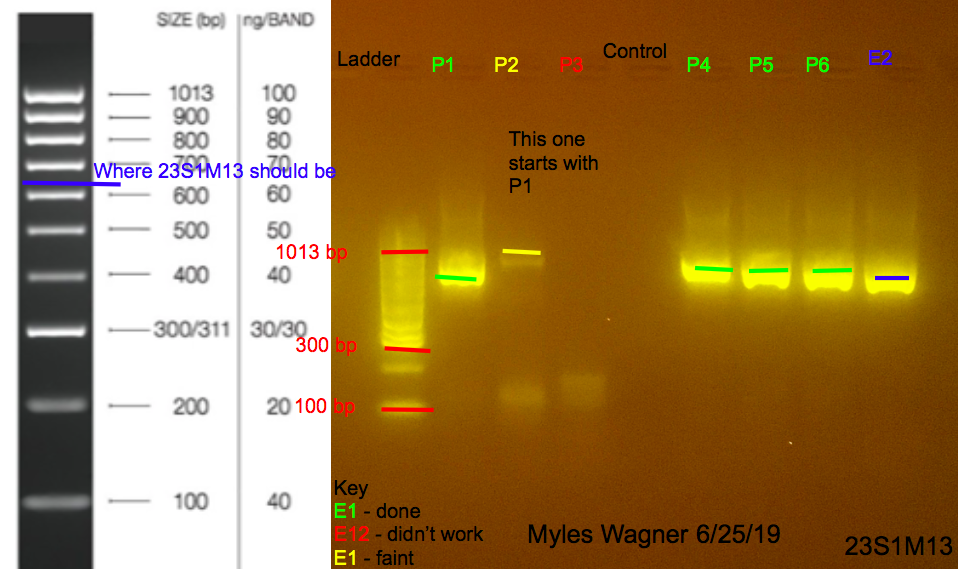 SIZE (bp) ng/BAND
1013 100
900 90
800 80
700 70
Where 23S1M13 should be
600 60
500 50
400 40
300/311 30/30
200 20
100 40
Ladder P1 P2 P3 Control P4 P5 P6 E2
This one
starts with
P1
1013 bp
300 bp
100 bp
Key
E1 - done
E12 - didn't work
E1 - faint
Myles Wagner 6/25/19
23S1M13